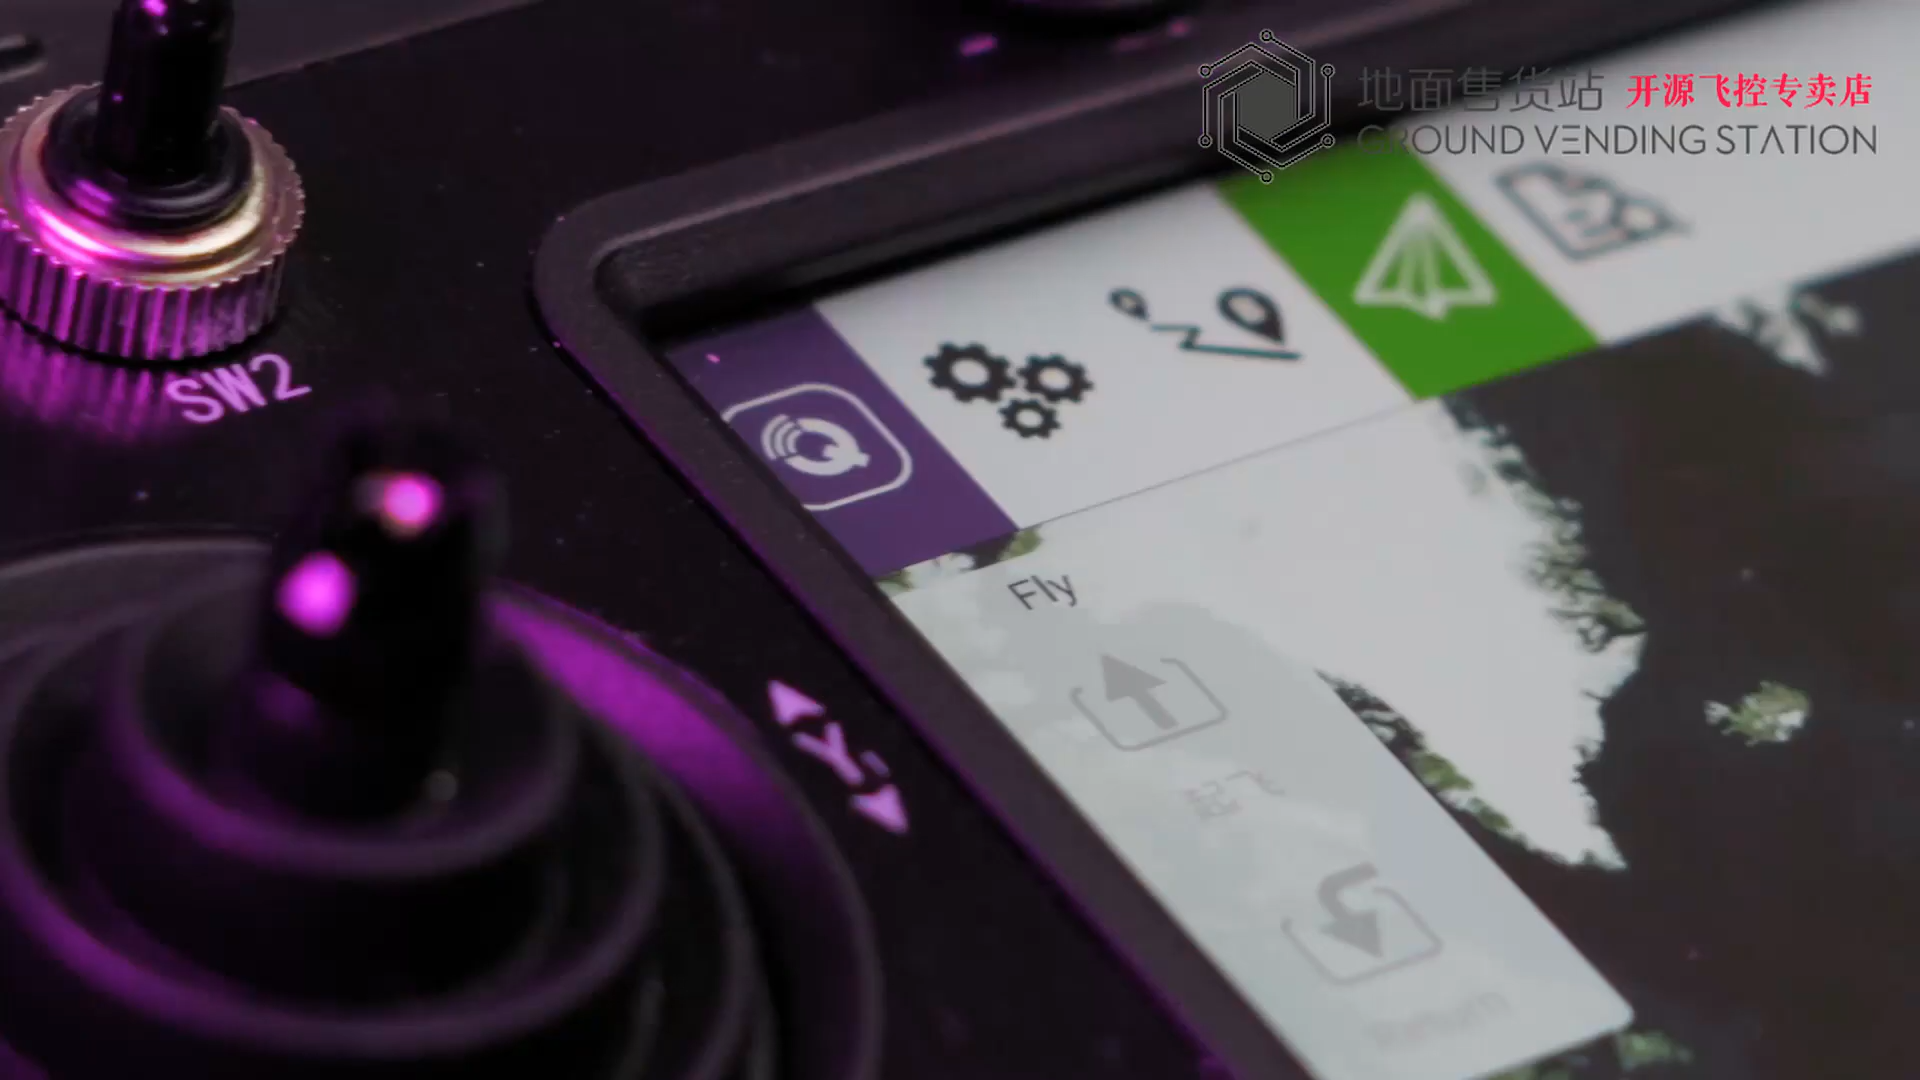 地面售货站 开源飞控专卖店
GROUND VENDING STATION
SW2
Q
Fly
Y
起飞
Return